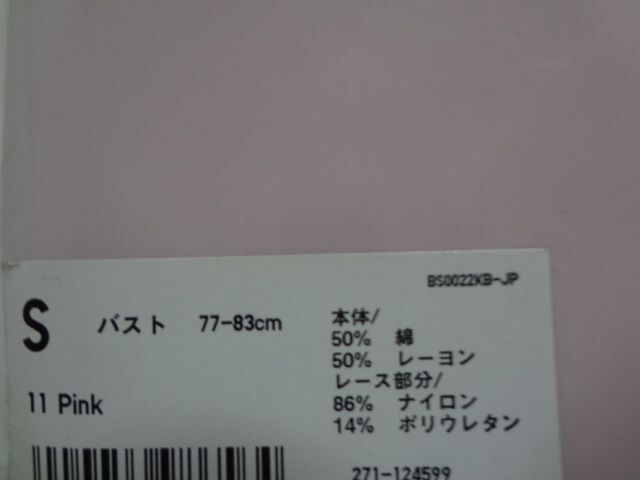 BS0022KB-JP
S バスト 77-83cm
本体/
50% 綿
50% レーヨン
レース部分/
11 Pink
86% ナイロン
14% ポリウレタン
271-124599